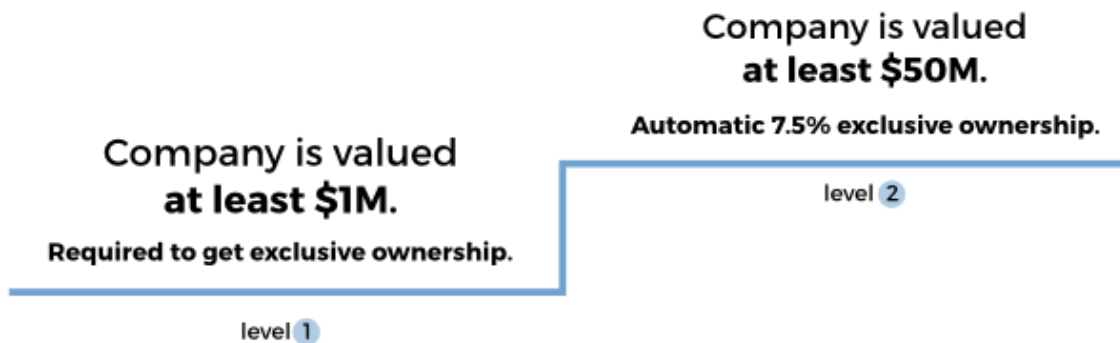 Company is valued
at least $50M.
Automatic 7.5% exclusive ownership.
level 2
Company is valued
at least $1M.
Required to get exclusive ownership.
level 1